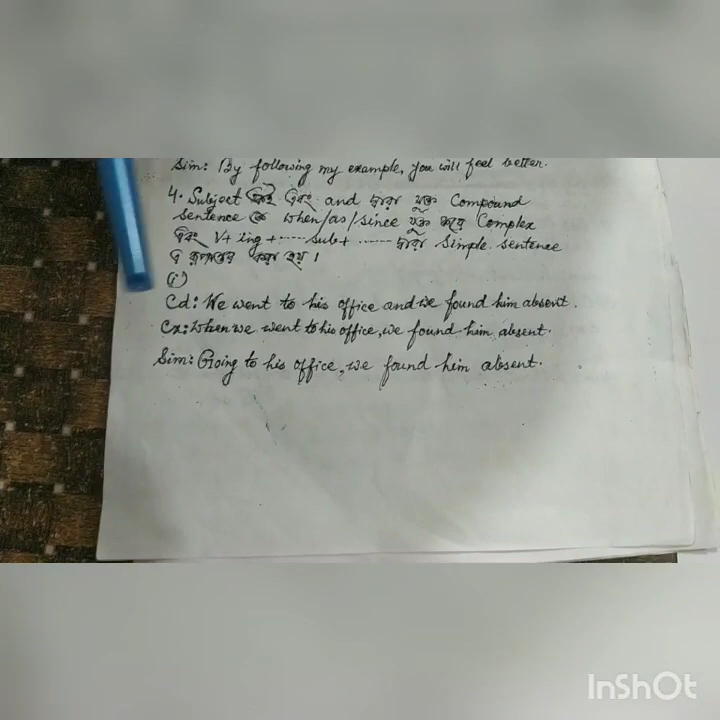 Sim: By following my example, you will feel better.
4. Subject একই এবং and দ্বারা যুক্ত Compound
sentence কে when/as/since যুক্ত করে Complex
এবং V+ing+......sub+ ...... দ্বারা Simple sentence
এ রূপান্তর করা হয়।
(i)
Cd: We went to his office and we found him absent.
Cx: When we went to his office, we found him absent.
Sim: Going to his office, we found him absent.
InShOt